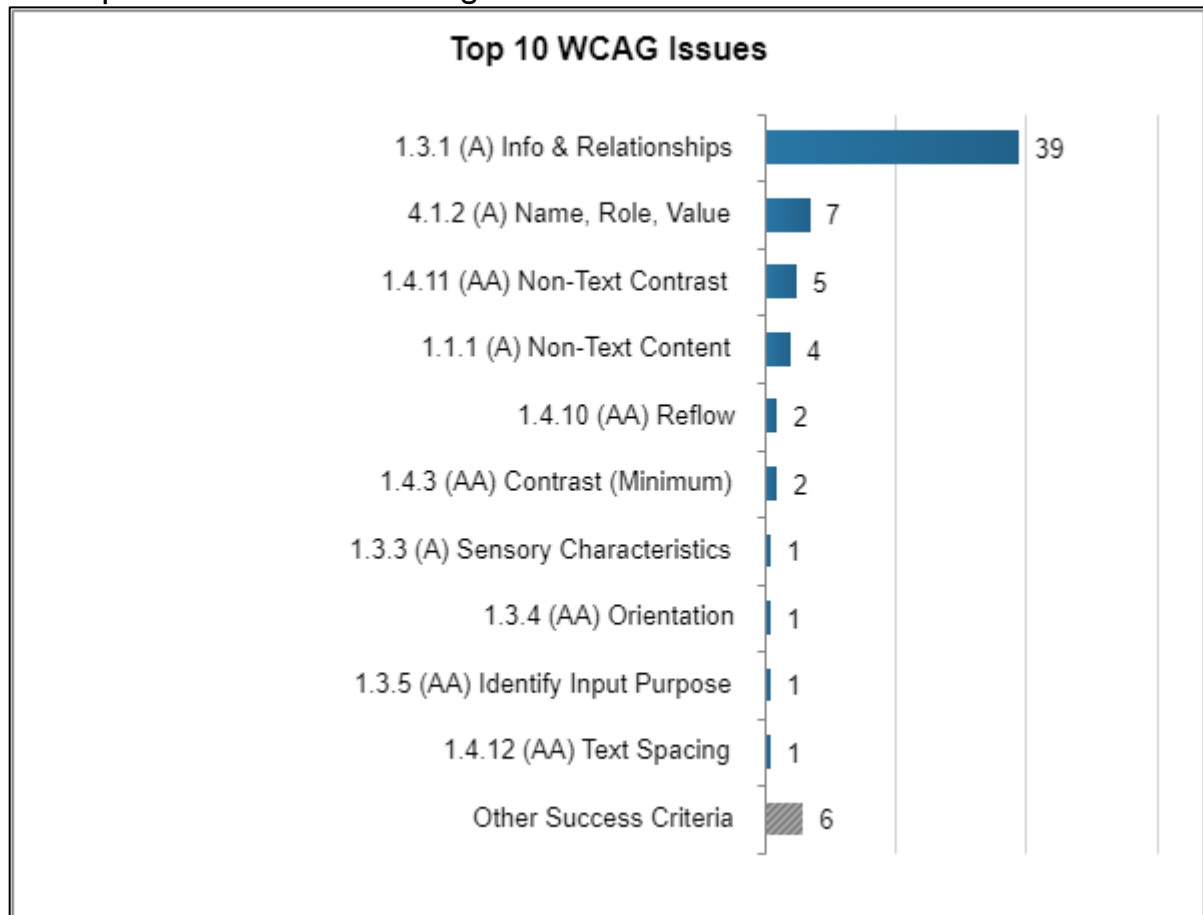 Top 10 WCAG Issues
1.3.1 (A) Info & Relationships 39
4.1.2 (A) Name, Role, Value 7
1.4.11 (AA) Non-Text Contrast 5
1.1.1 (A) Non-Text Content 4
1.4.10 (AA) Reflow 2
1.4.3 (AA) Contrast (Minimum) 2
1.3.3 (A) Sensory Characteristics 1
1.3.4 (AA) Orientation 1
1.3.5 (AA) Identify Input Purpose 1
1.4.12 (AA) Text Spacing 1
Other Success Criteria 6